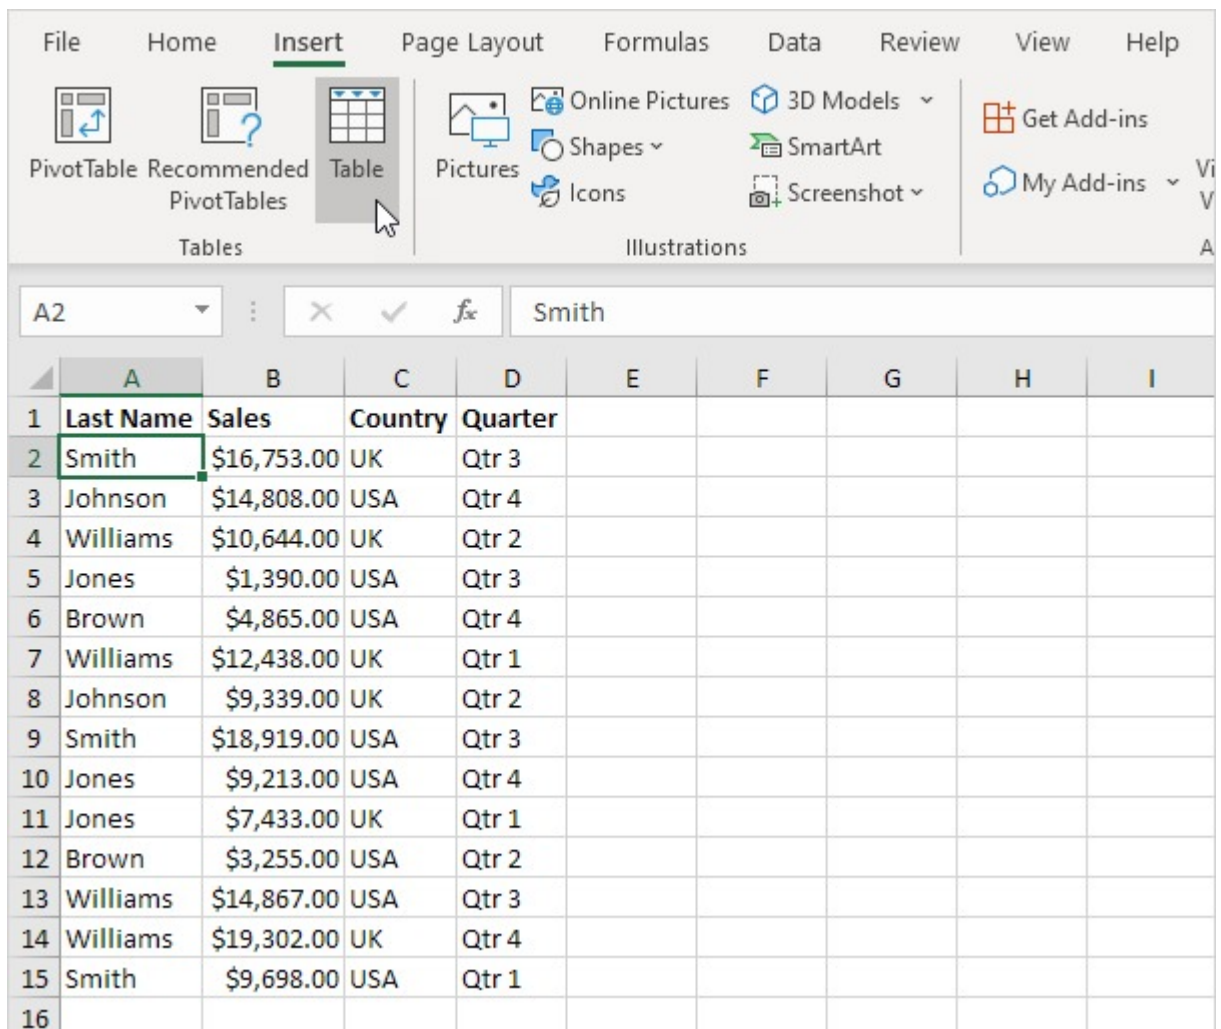 File Home Insert Page Layout Formulas Data Review View Help
PivotTable Recommended PivotTables Table
Tables
Pictures
Online Pictures
Shapes
Icons
3D Models
SmartArt
Screenshot
Illustrations
Get Add-ins
My Add-ins
A2 fx Smith
A B C D E F G H I
1 Last Name Sales Country Quarter
2 Smith $16,753.00 UK Qtr 3
3 Johnson $14,808.00 USA Qtr 4
4 Williams $10,644.00 UK Qtr 2
5 Jones $1,390.00 USA Qtr 3
6 Brown $4,865.00 USA Qtr 4
7 Williams $12,438.00 UK Qtr 1
8 Johnson $9,339.00 UK Qtr 2
9 Smith $18,919.00 USA Qtr 3
10 Jones $9,213.00 USA Qtr 4
11 Jones $7,433.00 UK Qtr 1
12 Brown $3,255.00 USA Qtr 2
13 Williams $14,867.00 USA Qtr 3
14 Williams $19,302.00 UK Qtr 4
15 Smith $9,698.00 USA Qtr 1
16